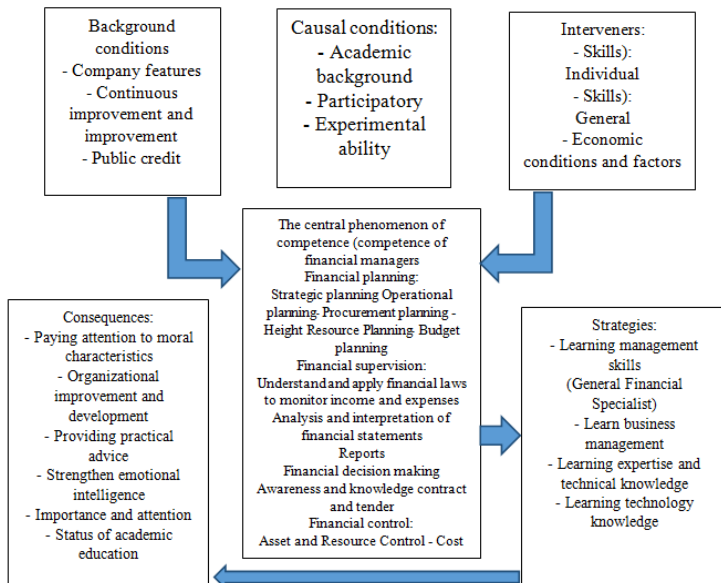 Background
conditions
- Company features
- Continuous
improvement and
improvement
- Public credit
Causal conditions:
- Academic
background
- Participatory
- Experimental
ability
Interveners:
- Skills):
Individual
- Skills):
General
- Economic
conditions and factors
The central phenomenon of
competence (competence of
financial managers
Financial planning:
Strategic planning Operational
planning- Procurement planning -
Height Resource Planning- Budget
planning
Financial supervision:
Understand and apply financial laws
to monitor income and expenses
Analysis and interpretation of
financial statements
Reports
Financial decision making
Awareness and knowledge contract
and tender
Financial control:
Asset and Resource Control - Cost
Consequences:
- Paying attention to moral
characteristics
- Organizational
improvement and
development
- Providing practical
advice
- Strengthen emotional
intelligence
- Importance and attention
- Status of academic
education
Strategies:
- Learning management
skills
(General Financial
Specialist)
- Learn business
management
- Learning expertise and
technical knowledge
- Learning technology
knowledge